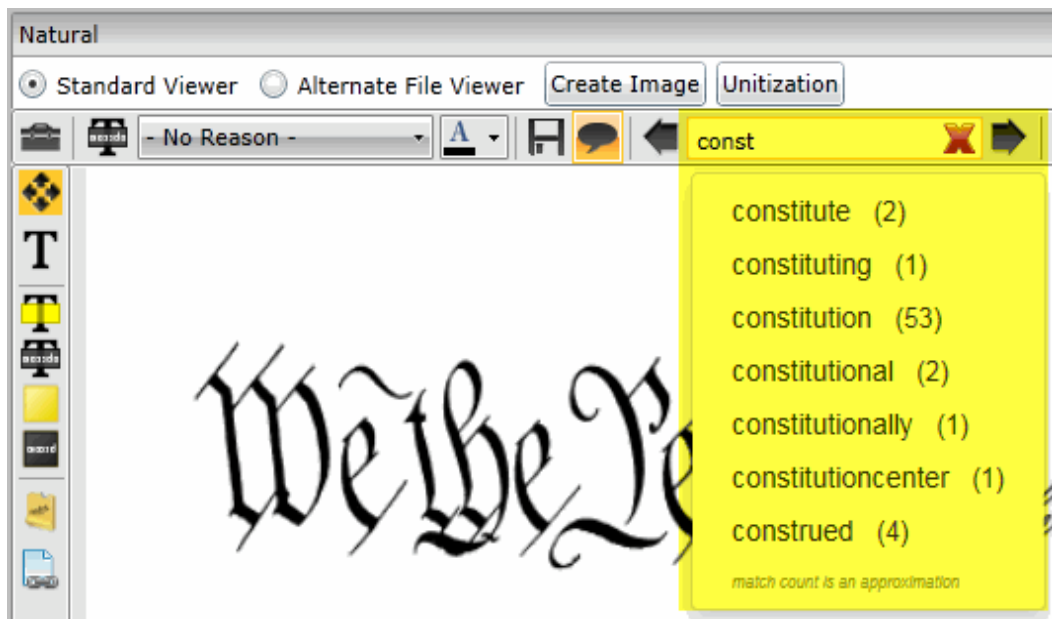 Natural
Standard Viewer Alternate File Viewer Create Image Unitization
- No Reason - A const
constitute (2)
T constituting (1)
constitution (53)
constitutional (2)
constitutionally (1)
constitutioncenter (1)
construed (4)
match count is an approximation
We the Pe